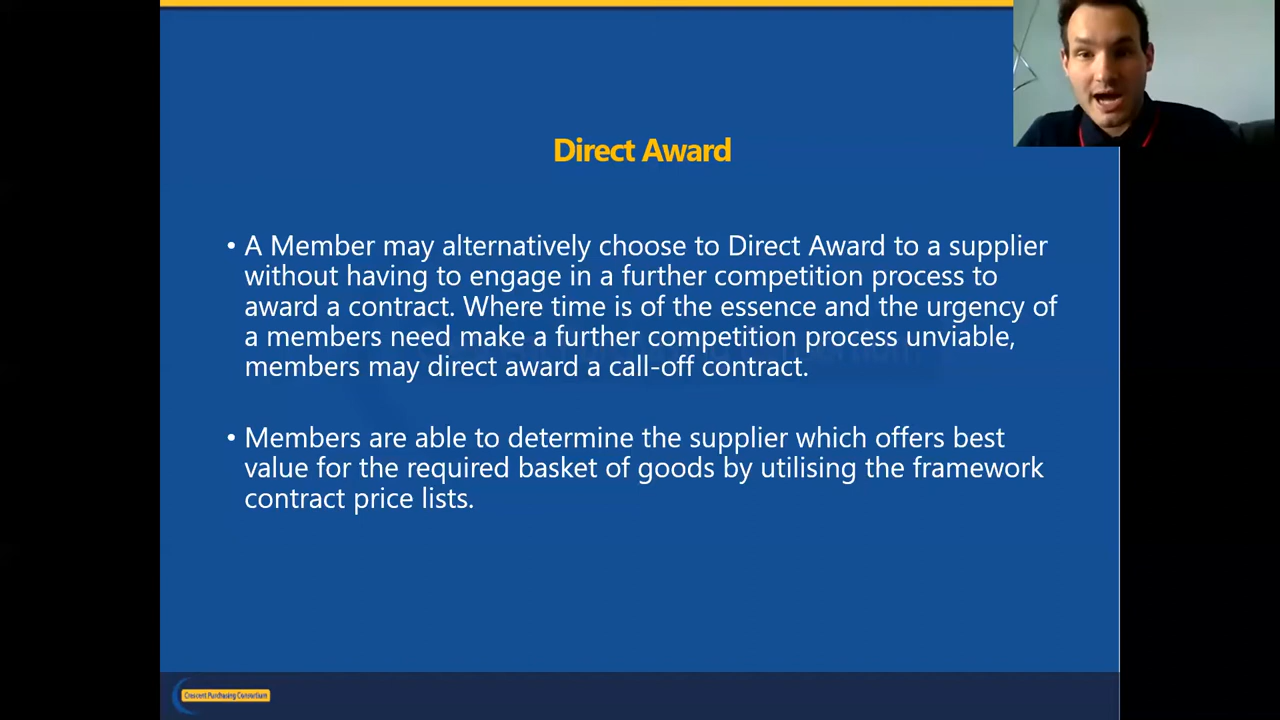 Direct Award
• A Member may alternatively choose to Direct Award to a supplier
without having to engage in a further competition process to
award a contract. Where time is of the essence and the urgency of
a members need make a further competition process unviable,
members may direct award a call-off contract.
• Members are able to determine the supplier which offers best
value for the required basket of goods by utilising the framework
contract price lists.
Crescent Purchasing Consortium